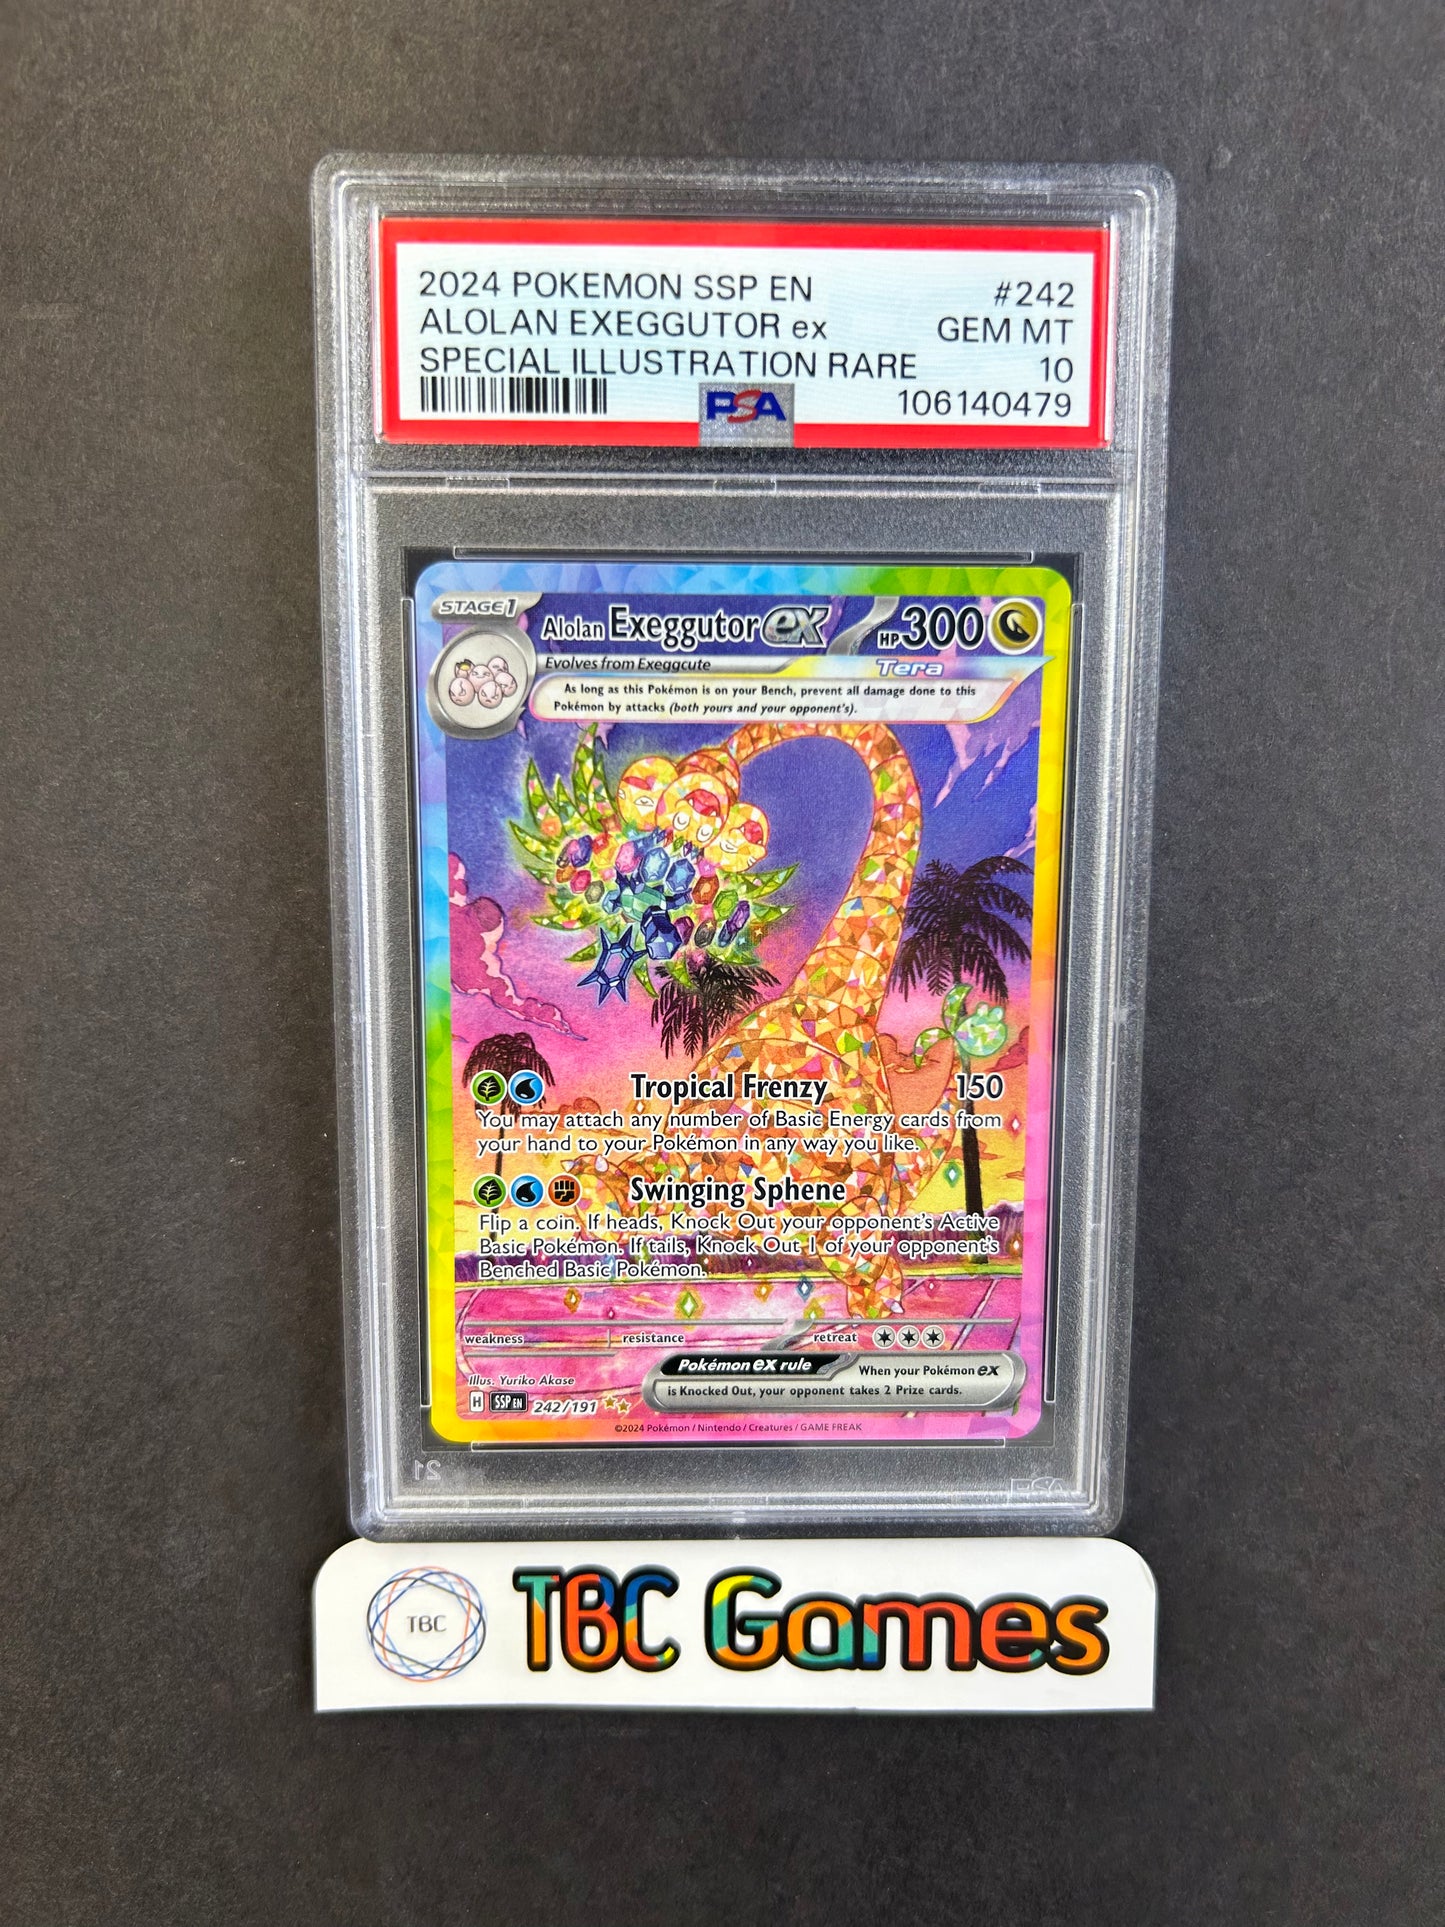 2024 POKEMON SSP EN #242
ALOLAN EXEGGUTOR ex GEM MT
SPECIAL ILLUSTRATION RARE 10
PSA 106140479
STAGE 1 Alolan Exeggutor ex HP 300
Evolves from Exeggcute Tera
As long as this Pokémon is on your Bench, prevent all damage done to this
Pokémon by attacks (both yours and your opponent's).
Tropical Frenzy 150
You may attach any number of Basic Energy cards from
your hand to your Pokémon in any way you like.
Swinging Sphene
Flip a coin. If heads, Knock Out your opponent's Active
Basic Pokémon. If tails, Knock Out 1 of your opponent's
Benched Basic Pokémon.
weakness resistance retreat
Pokémon ex rule When your Pokémon ex
is Knocked Out, your opponent takes 2 Prize cards.
Illus. Yuriko Akase
H SSP EN 242/191
©2024 Pokémon / Nintendo / Creatures / GAME FREAK
21 PSA
TBC TBC Games